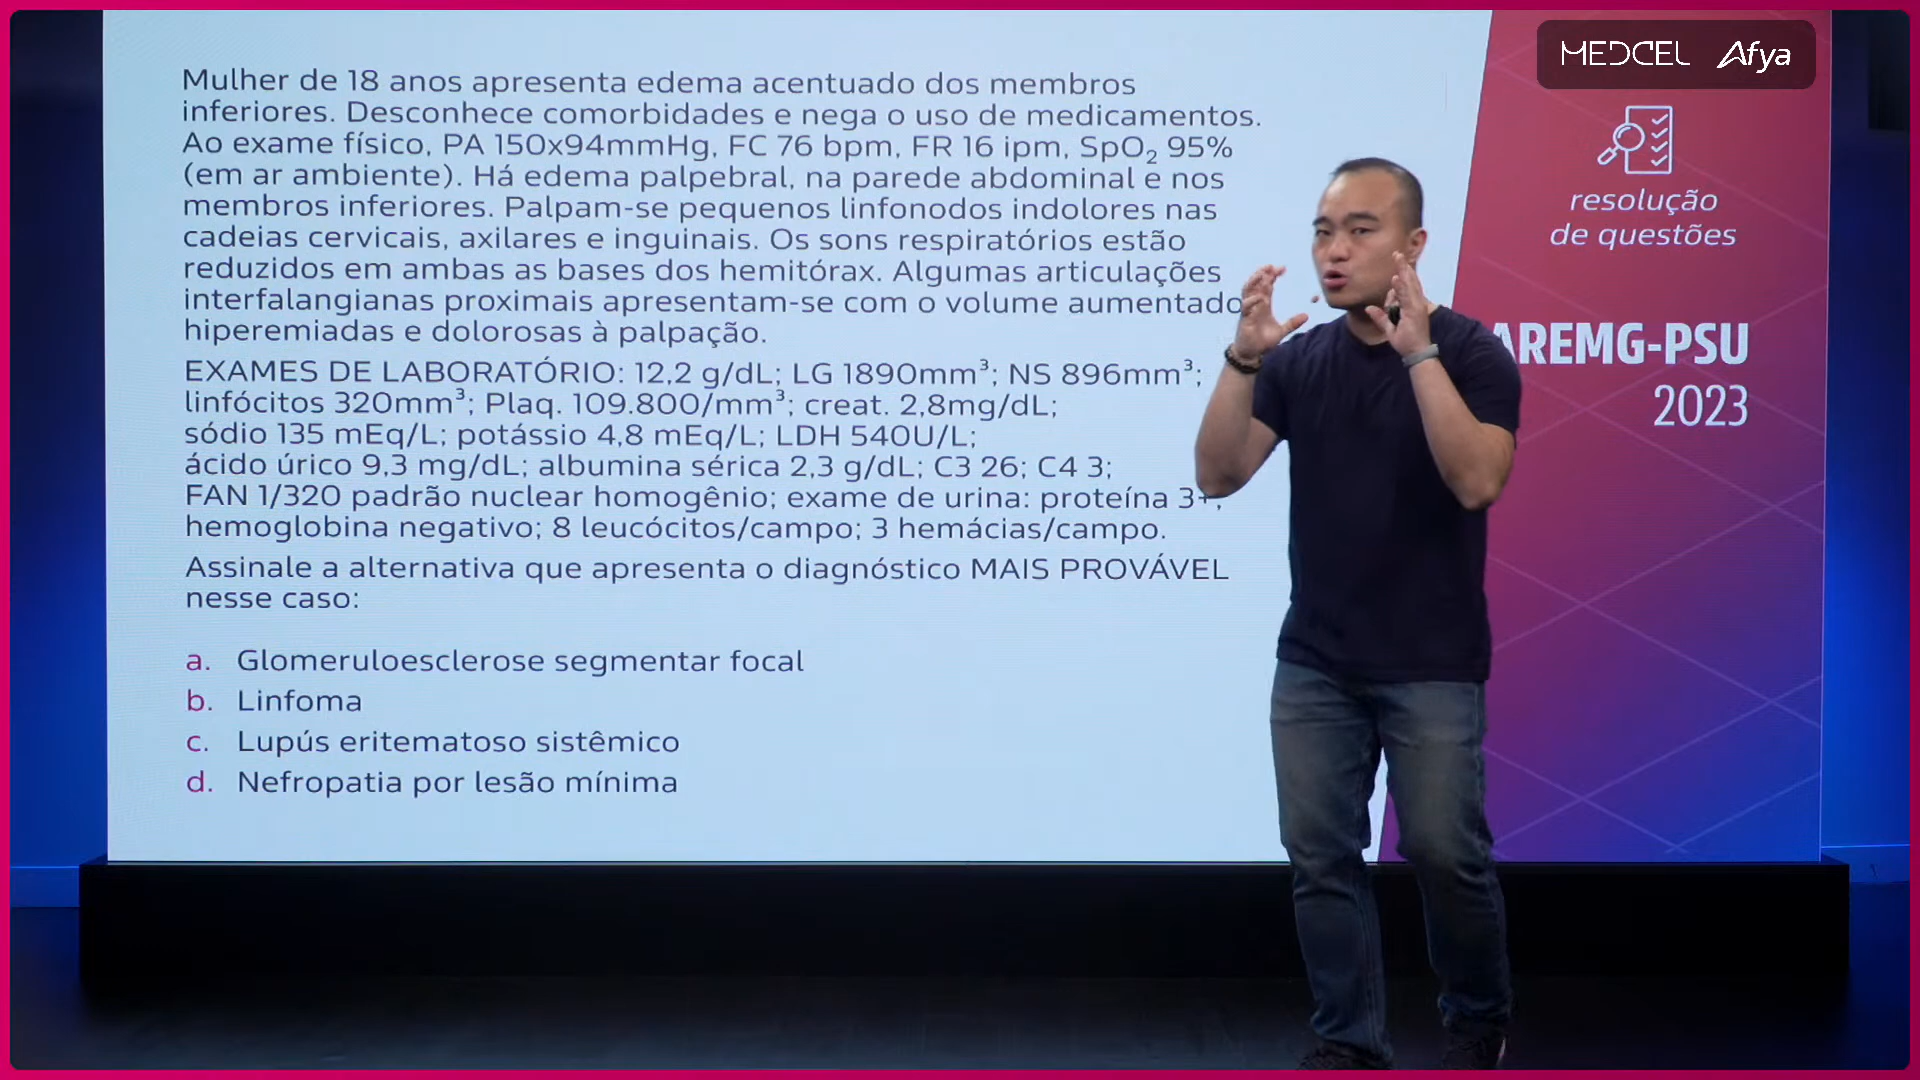 Mulher de 18 anos apresenta edema acentuado dos membros
inferiores. Desconhece comorbidades e nega o uso de medicamentos.
Ao exame físico, PA 150x94mmHg, FC 76 bpm, FR 16 ipm, SpO₂ 95%
(em ar ambiente). Há edema palpebral, na parede abdominal e nos
membros inferiores. Palpam-se pequenos linfonodos indolores nas
cadeias cervicais, axilares e inguinais. Os sons respiratórios estão
reduzidos em ambas as bases dos hemitórax. Algumas articulações
interfalangianas proximais apresentam-se com o volume aumentado
hiperemiadas e dolorosas à palpação.
EXAMES DE LABORATÓRIO: 12,2 g/dL; LG 1890mm³; NS 896mm³;
linfócitos 320mm³; Plaq. 109.800/mm³; creat. 2,8mg/dL;
sódio 135 mEq/L; potássio 4,8 mEq/L; LDH 540U/L;
ácido úrico 9,3 mg/dL; albumina sérica 2,3 g/dL; C3 26; C4 3;
FAN 1/320 padrão nuclear homogênio; exame de urina: proteína 3+;
hemoglobina negativo; 8 leucócitos/campo; 3 hemácias/campo.
Assinale a alternativa que apresenta o diagnóstico MAIS PROVÁVEL
nesse caso:
a. Glomeruloesclerose segmentar focal
b. Linfoma
c. Lupús eritematoso sistêmico
d. Nefropatia por lesão mínima
MEDCEL Afya
resolução
de questões
AREMG-PSU
2023